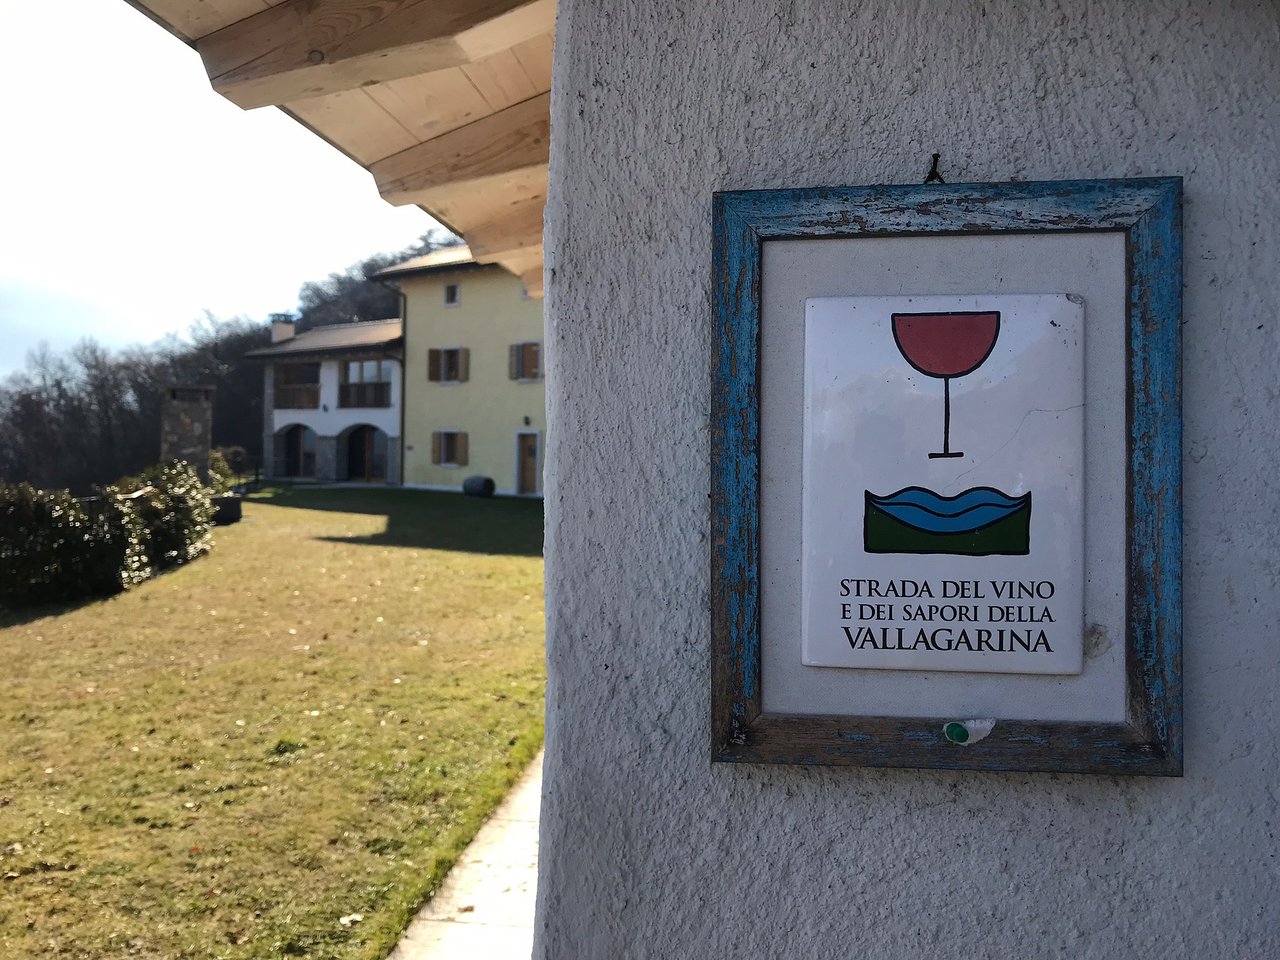 STRADA DEL VINO
E DEI SAPORI DELLA
VALLAGARINA